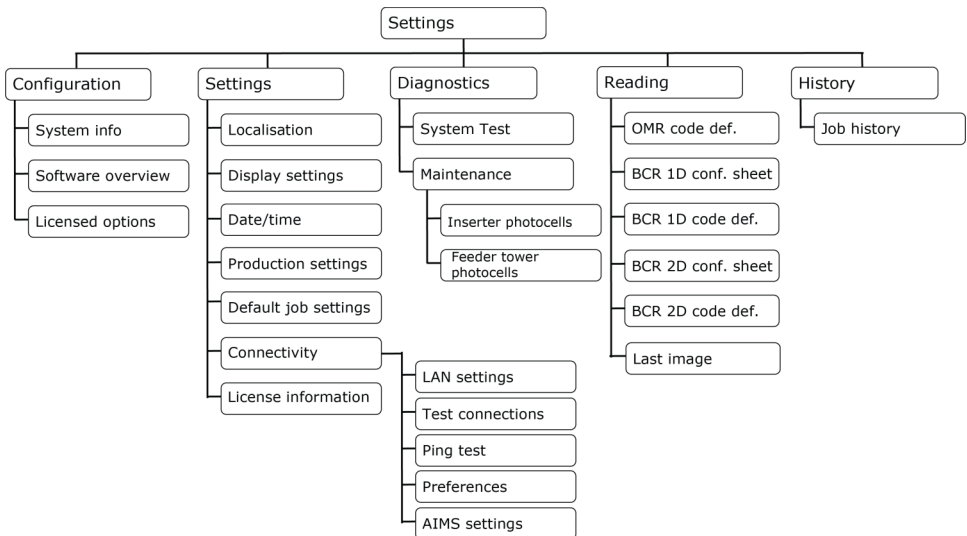 Settings
Configuration
System info
Software overview
Licensed options
Settings
Localisation
Display settings
Date/time
Production settings
Default job settings
Connectivity
LAN settings
Test connections
Ping test
Preferences
AIMS settings
License information
Diagnostics
System Test
Maintenance
Inserter photocells
Feeder tower
photocells
Reading
OMR code def.
BCR 1D conf. sheet
BCR 1D code def.
BCR 2D conf. sheet
BCR 2D code def.
Last image
History
Job history